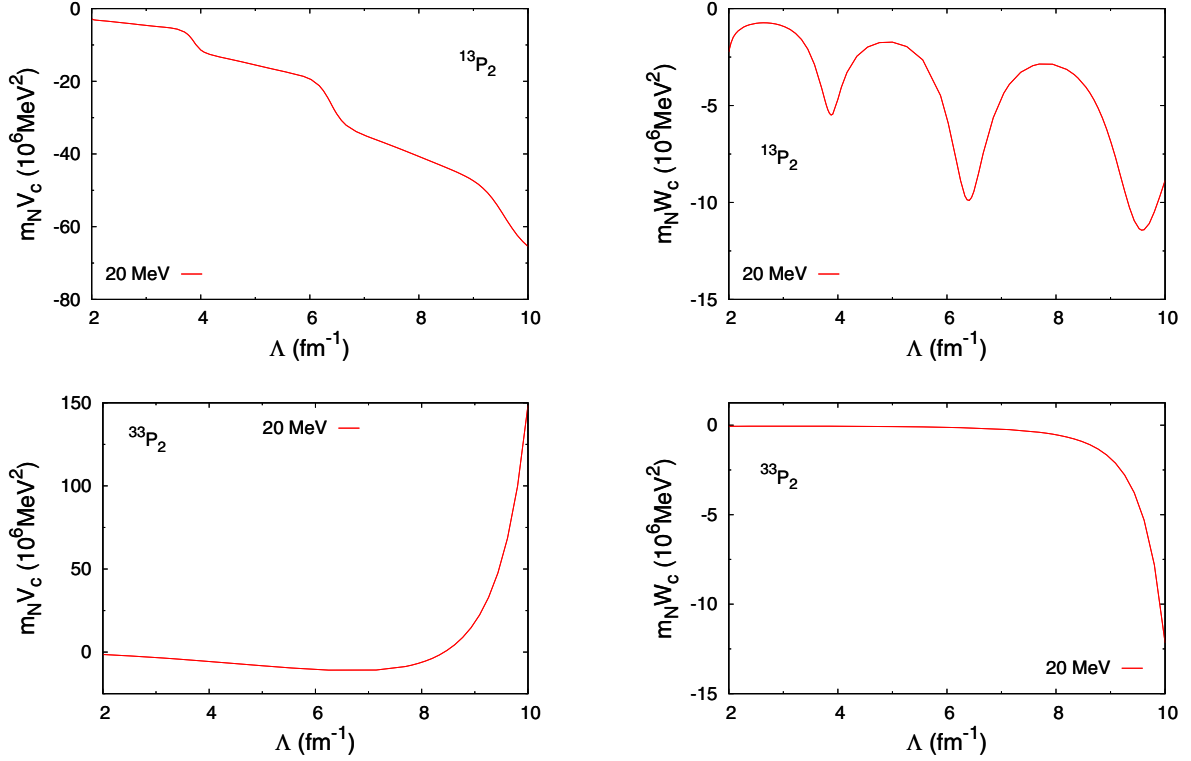 0
-20
-40
-60
-80
m_N V_c (10^6 MeV^2)
^13P_2
20 MeV
2 4 6 8 10
Λ (fm^-1)
0
-5
-10
-15
m_N W_c (10^6 MeV^2)
^13P_2
20 MeV
2 4 6 8 10
Λ (fm^-1)
150
100
50
0
m_N V_c (10^6 MeV^2)
^33P_2
20 MeV
2 4 6 8 10
Λ (fm^-1)
0
-5
-10
-15
m_N W_c (10^6 MeV^2)
^33P_2
20 MeV
2 4 6 8 10
Λ (fm^-1)